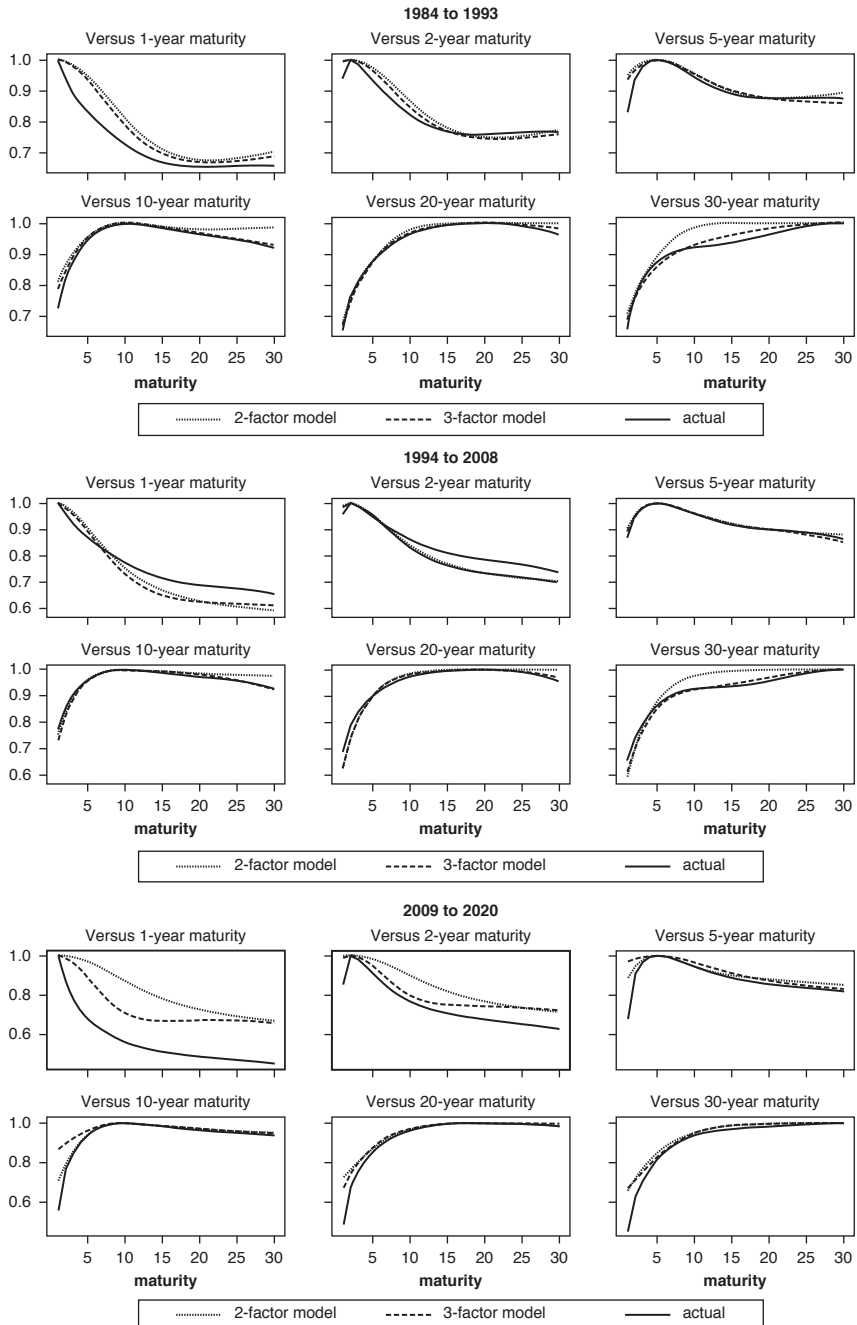 1984 to 1993
Versus 1-year maturity Versus 2-year maturity Versus 5-year maturity
1.0
0.9
0.8
0.7
Versus 10-year maturity Versus 20-year maturity Versus 30-year maturity
1.0
0.9
0.8
0.7
5 10 15 20 25 30 5 10 15 20 25 30 5 10 15 20 25 30
maturity maturity maturity
2-factor model 3-factor model actual
1994 to 2008
Versus 1-year maturity Versus 2-year maturity Versus 5-year maturity
1.0
0.9
0.8
0.7
0.6
Versus 10-year maturity Versus 20-year maturity Versus 30-year maturity
1.0
0.9
0.8
0.7
0.6
5 10 15 20 25 30 5 10 15 20 25 30 5 10 15 20 25 30
maturity maturity maturity
2-factor model 3-factor model actual
2009 to 2020
Versus 1-year maturity Versus 2-year maturity Versus 5-year maturity
1.0
0.8
0.6
Versus 10-year maturity Versus 20-year maturity Versus 30-year maturity
1.0
0.8
0.6
5 10 15 20 25 30 5 10 15 20 25 30 5 10 15 20 25 30
maturity maturity maturity
2-factor model 3-factor model actual